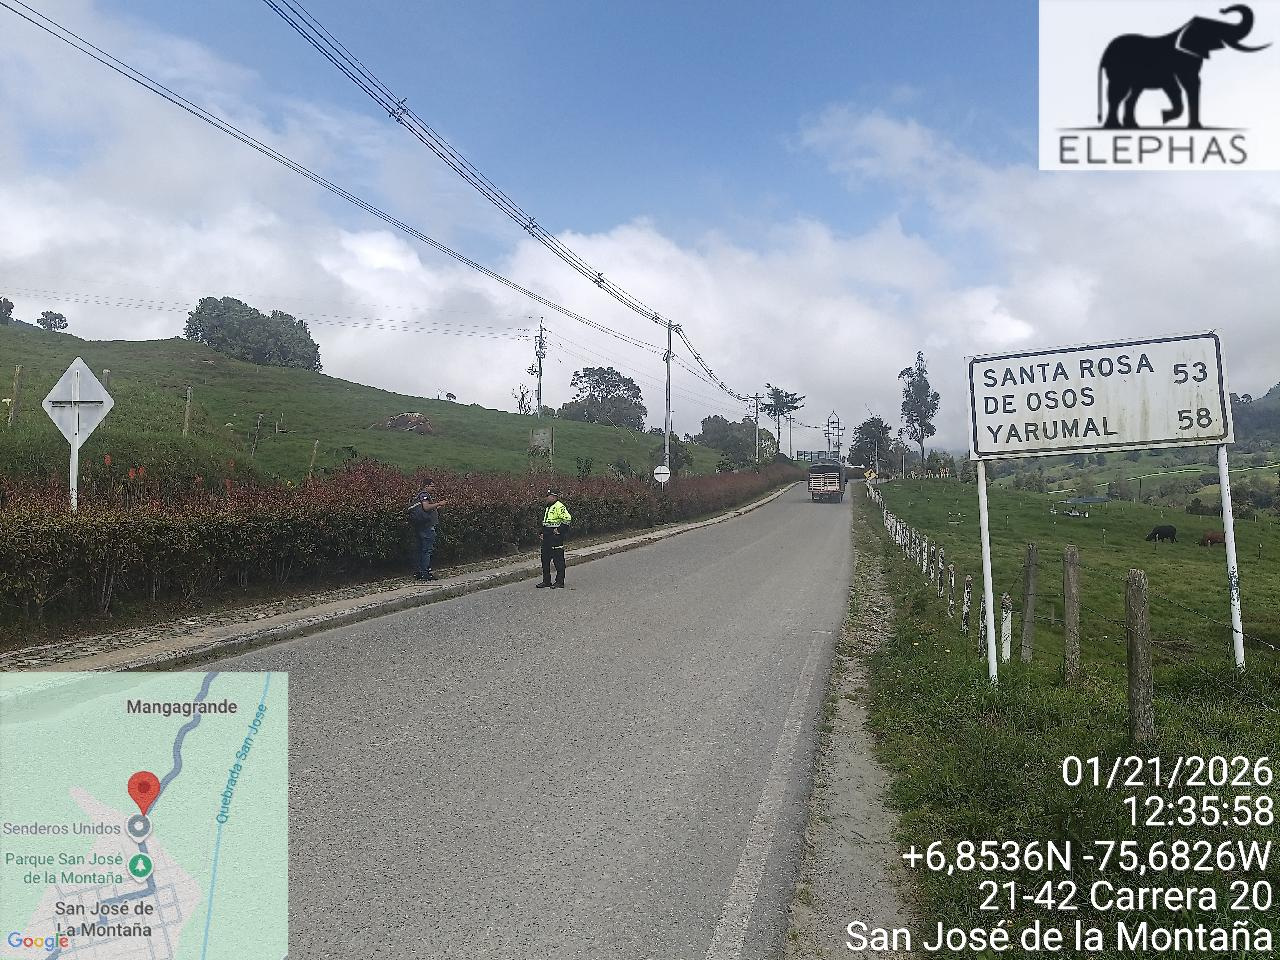 ELEPHAS
SANTA ROSA 53
DE OSOS
YARUMAL 58
Mangagrande
Quebrada San Jose
Senderos Unidos
Parque San José
de la Montaña
San José de
La Montaña
Google
01/21/2026
12:35:58
+6,8536N -75,6826W
21-42 Carrera 20
San José de la Montaña